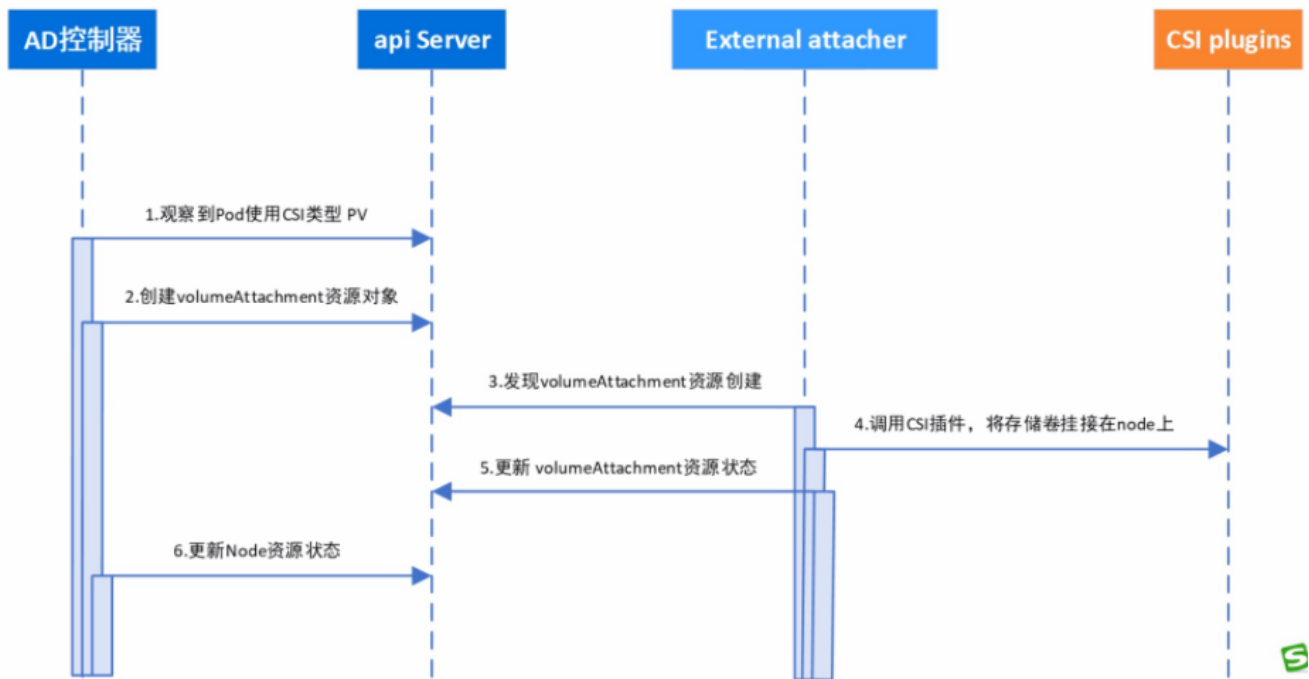 AD控制器
api Server
External attacher
CSI plugins
1.观察到Pod使用CSI类型 PV
2.创建volumeAttachment资源对象
3.发现volumeAttachment资源创建
4.调用CSI插件，将存储卷挂接在node上
5.更新 volumeAttachment资源状态
6.更新Node资源状态
S